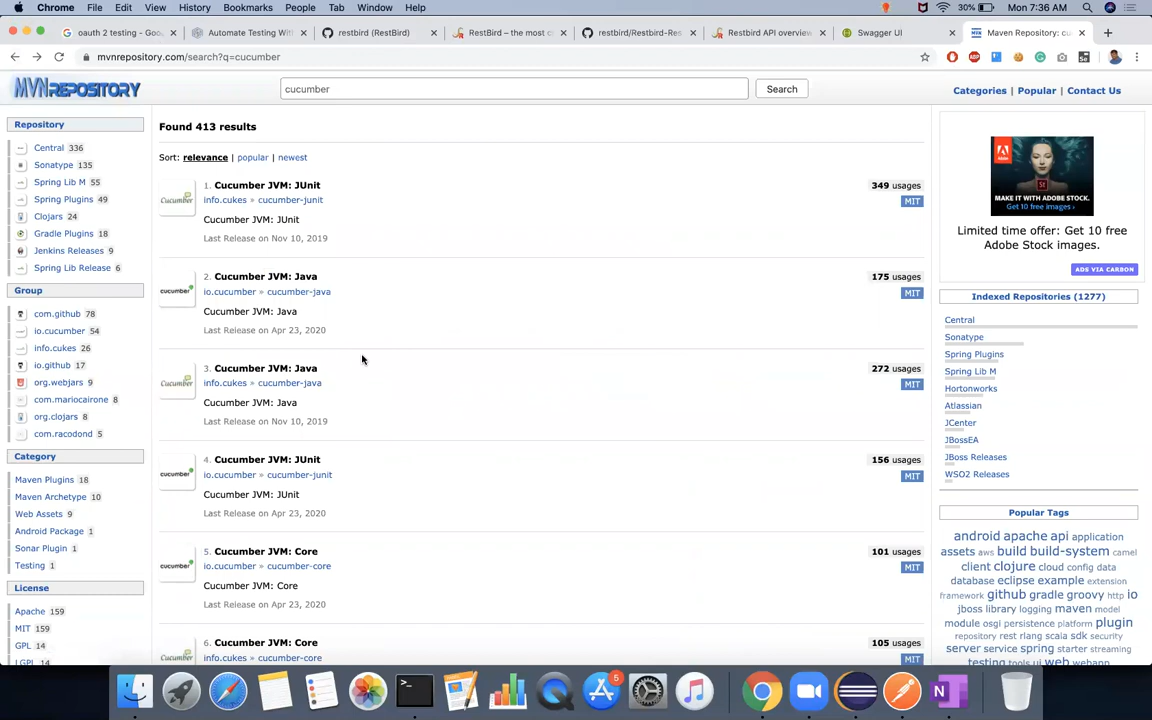 Chrome File Edit View History Bookmarks People Tab Window Help 30% Mon 7:36 AM
oauth 2 testing - Goo Automate Testing Wit restbird (RestBird) RestBird – the most c restbird/Restbird-Res Restbird API overview Swagger UI Maven Repository: cu
mvnrepository.com/search?q=cucumber
MVNREPOSITORY cucumber Search Categories | Popular | Contact Us
Repository
Central 336
Sonatype 135
Spring Lib M 55
Spring Plugins 49
Clojars 24
Gradle Plugins 18
Jenkins Releases 9
Spring Lib Release 6
Group
com.github 78
io.cucumber 54
info.cukes 26
io.github 17
org.webjars 9
com.mariocairone 8
org.clojars 8
com.racodond 5
Category
Maven Plugins 18
Maven Archetype 10
Web Assets 9
Android Package 1
Sonar Plugin 1
Testing 1
License
Apache 159
MIT 159
GPL 14
LGPL 14
Found 413 results
Sort: relevance | popular | newest
1. Cucumber JVM: JUnit 349 usages
info.cukes » cucumber-junit MIT
Cucumber JVM: JUnit
Last Release on Nov 10, 2019
2. Cucumber JVM: Java 175 usages
io.cucumber » cucumber-java MIT
Cucumber JVM: Java
Last Release on Apr 23, 2020
3. Cucumber JVM: Java 272 usages
info.cukes » cucumber-java MIT
Cucumber JVM: Java
Last Release on Nov 10, 2019
4. Cucumber JVM: JUnit 156 usages
io.cucumber » cucumber-junit MIT
Cucumber JVM: JUnit
Last Release on Apr 23, 2020
5. Cucumber JVM: Core 101 usages
io.cucumber » cucumber-core MIT
Cucumber JVM: Core
Last Release on Apr 23, 2020
6. Cucumber JVM: Core 105 usages
info.cukes » cucumber-core MIT
MAKE IT WITH ADOBE STOCK.
Get 10 free images ›
Limited time offer: Get 10 free
Adobe Stock images.
ADS VIA CARBON
Indexed Repositories (1277)
Central
Sonatype
Spring Plugins
Spring Lib M
Hortonworks
Atlassian
JCenter
JBossEA
JBoss Releases
WSO2 Releases
Popular Tags
android apache api application
assets aws build build-system camel
client clojure cloud config data
database eclipse example extension
framework github gradle groovy http io
jboss library logging maven model
module osgi persistence platform plugin
repository rest rlang scala sdk security
server service spring starter streaming
testing tools ui web webapp